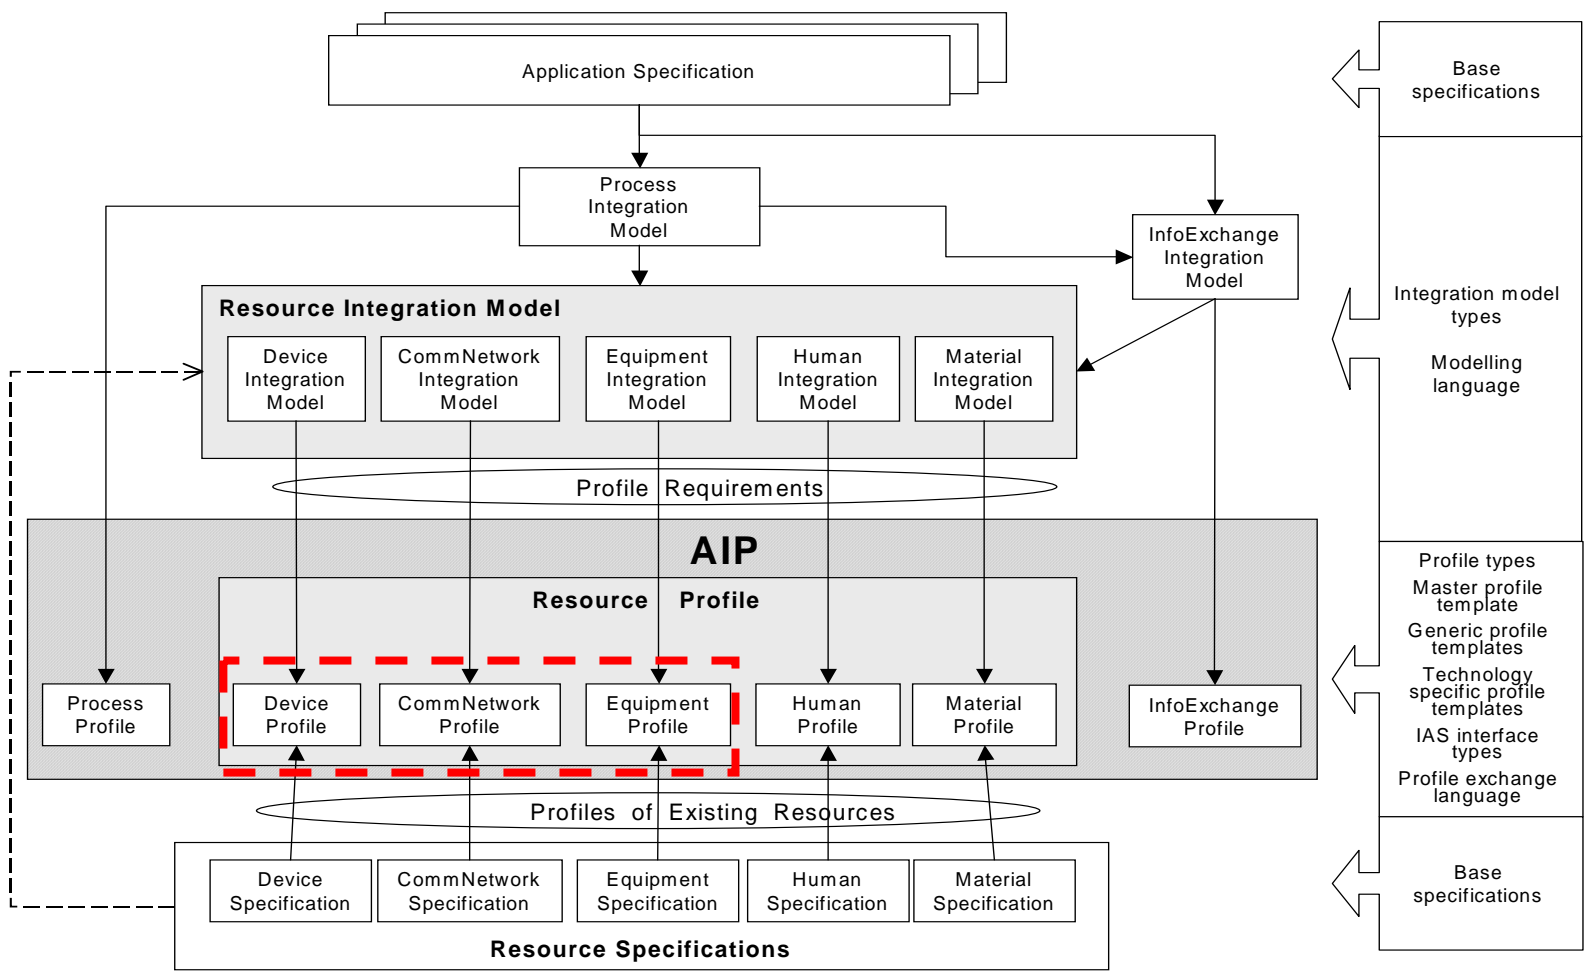 Application Specification
Process
Integration
Model
InfoExchange
Integration
Model
Resource Integration Model
Device
Integration
Model
CommNetwork
Integration
Model
Equipment
Integration
Model
Human
Integration
Model
Material
Integration
Model
Profile Requirements
AIP
Resource Profile
Process
Profile
Device
Profile
CommNetwork
Profile
Equipment
Profile
Human
Profile
Material
Profile
InfoExchange
Profile
Profiles of Existing Resources
Device
Specification
CommNetwork
Specification
Equipment
Specification
Human
Specification
Material
Specification
Resource Specifications
Base
specifications
Integration model
types
Modelling
language
Profile types
Master profile
template
Generic profile
templates
Technology
specific profile
templates
IAS interface
types
Profile exchange
language
Base
specifications